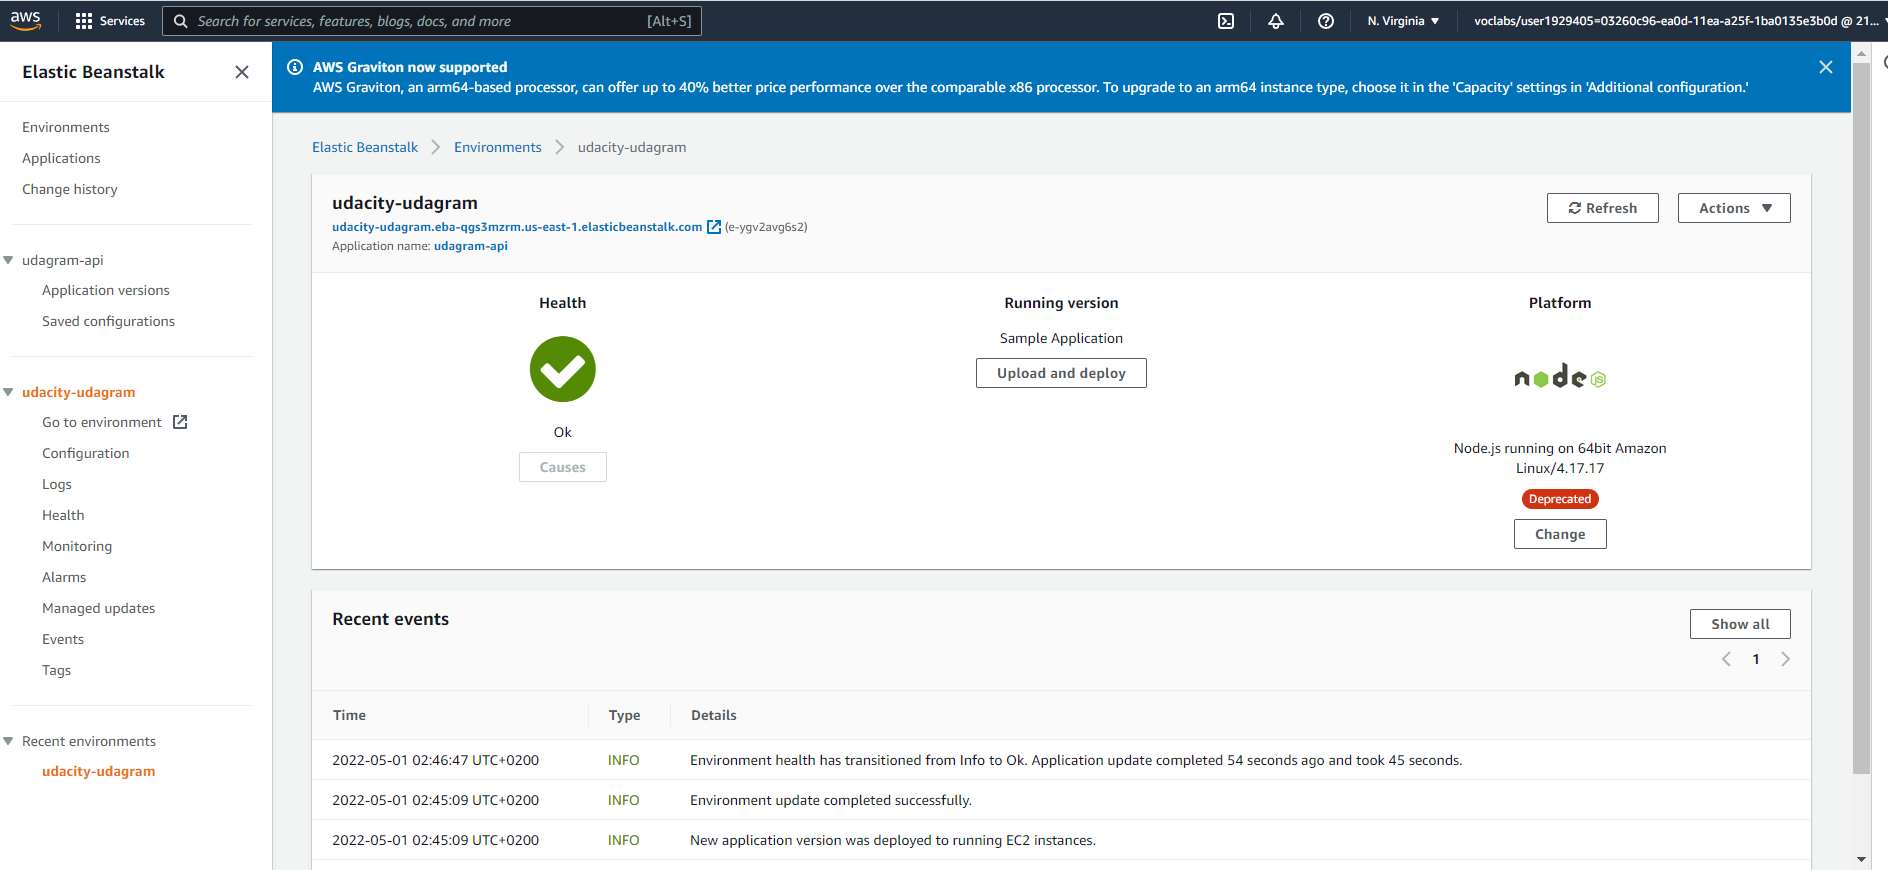 aws
Services
Search for services, features, blogs, docs, and more
[Alt+S]
N. Virginia
voclabs/user1929405=03260c96-ea0d-11ea-a25f-1ba0135e3b0d @ 21...
Elastic Beanstalk
Environments
Applications
Change history
udagram-api
Application versions
Saved configurations
udacity-udagram
Go to environment
Configuration
Logs
Health
Monitoring
Alarms
Managed updates
Events
Tags
Recent environments
udacity-udagram
AWS Graviton now supported
AWS Graviton, an arm64-based processor, can offer up to 40% better price performance over the comparable x86 processor. To upgrade to an arm64 instance type, choose it in the 'Capacity' settings in 'Additional configuration.'
Elastic Beanstalk
Environments
udacity-udagram
udacity-udagram
udacity-udagram.eba-qgs3mzrm.us-east-1.elasticbeanstalk.com (e-ygv2avg6s2)
Application name: udagram-api
Refresh
Actions
Health
Ok
Causes
Running version
Sample Application
Upload and deploy
Platform
node JS
Node.js running on 64bit Amazon
Linux/4.17.17
Deprecated
Change
Recent events
Show all
1
Time Type Details
2022-05-01 02:46:47 UTC+0200 INFO Environment health has transitioned from Info to Ok. Application update completed 54 seconds ago and took 45 seconds.
2022-05-01 02:45:09 UTC+0200 INFO Environment update completed successfully.
2022-05-01 02:45:09 UTC+0200 INFO New application version was deployed to running EC2 instances.